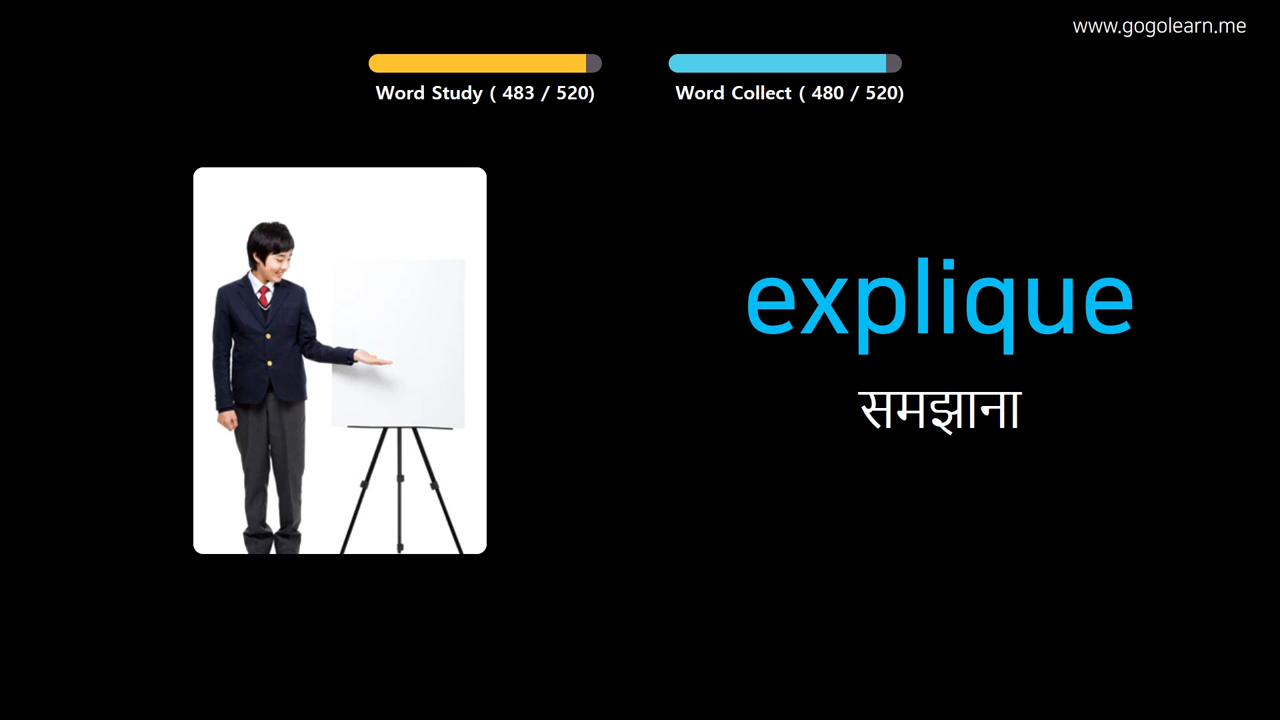 www.gogolearn.me
Word Study ( 483 / 520)
Word Collect ( 480 / 520)
explique
समझाना